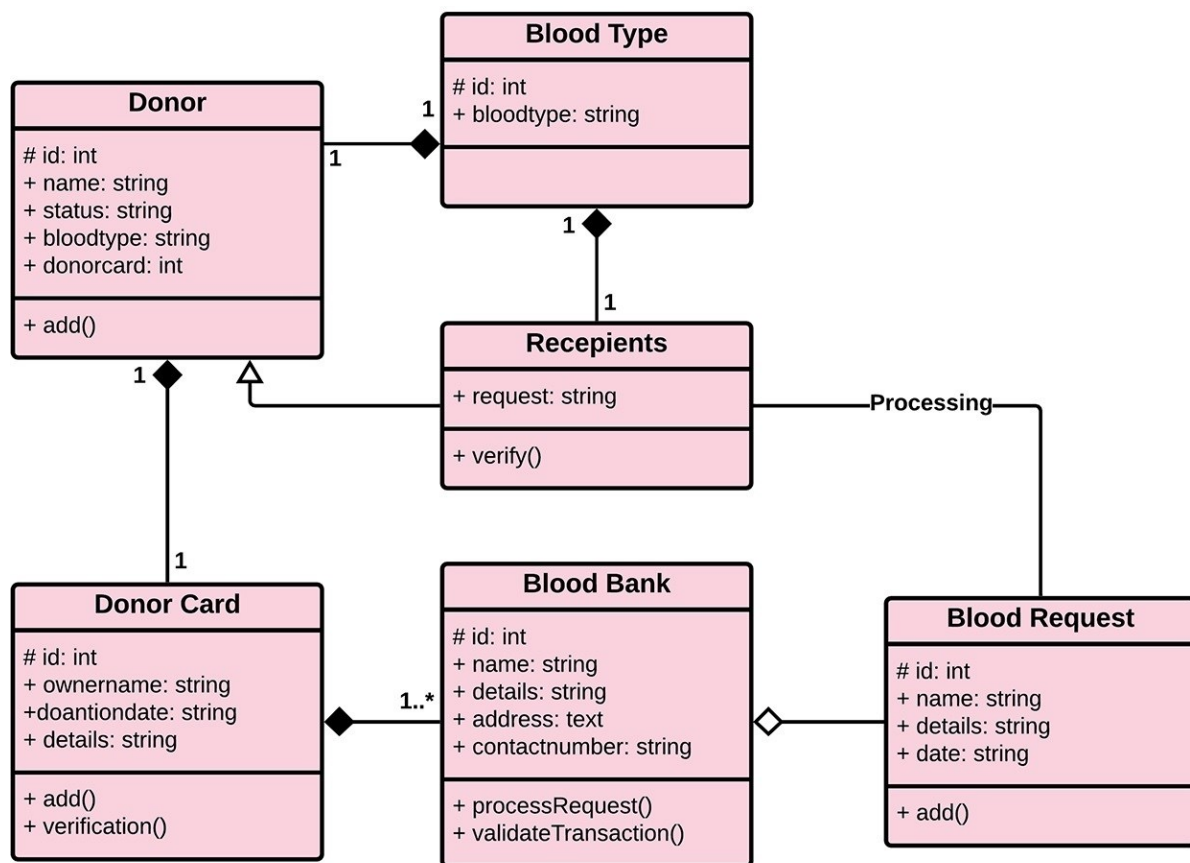 Blood Type
# id: int
+ bloodtype: string
Donor
# id: int
+ name: string
+ status: string
+ bloodtype: string
+ donorcard: int
+ add()
1
1
1
1
Recepients
+ request: string
+ verify()
Processing
1
1
Donor Card
# id: int
+ ownername: string
+doantiondate: string
+ details: string
+ add()
+ verification()
1..*
Blood Bank
# id: int
+ name: string
+ details: string
+ address: text
+ contactnumber: string
+ processRequest()
+ validateTransaction()
Blood Request
# id: int
+ name: string
+ details: string
+ date: string
+ add()